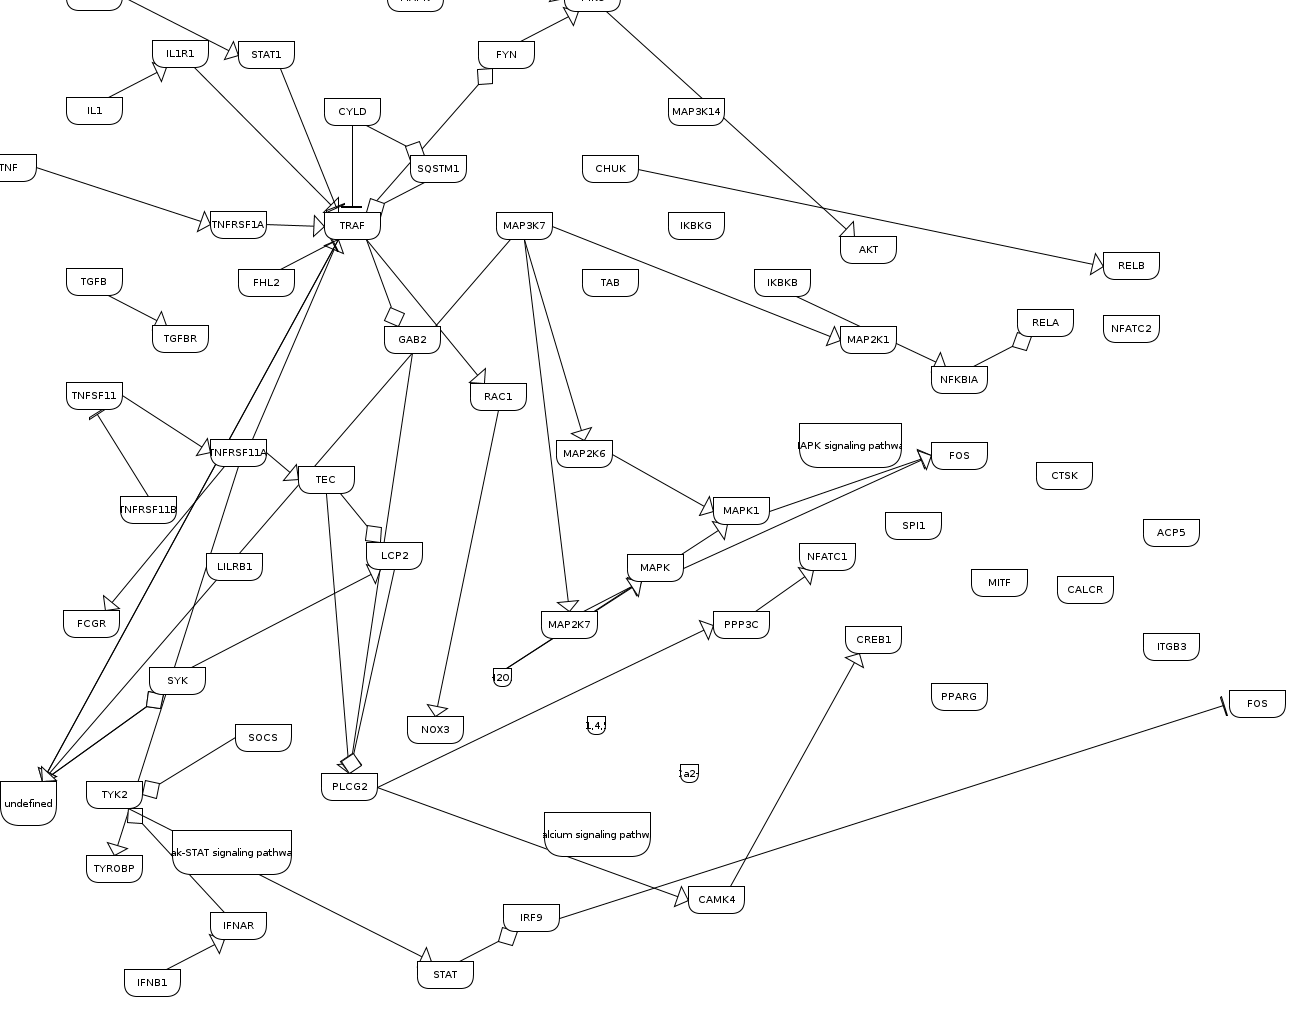 IL1R1
STAT1
FYN
IL1
CYLD
MAP3K14
TNF
SQSTM1
CHUK
TNFRSF1A
TRAF
MAP3K7
IKBKG
AKT
RELB
TGFB
FHL2
TAB
IKBKB
TGFBR
GAB2
MAP2K1
RELA
NFATC2
NFKBIA
TNFSF11
RAC1
TNFRSF11A
MAP2K6
APK signaling pathwa
FOS
TEC
CTSK
TNFRSF11B
MAPK1
SPI1
ACP5
LILRB1
LCP2
MAPK
NFATC1
MITF
CALCR
FCGR
MAP2K7
PPP3C
CREB1
ITGB3
SYK
H2O
PPARG
FOS
NOX3
1,4,5
SOCS
undefined
TYK2
PLCG2
Ca2+
alcium signaling pathw
ak-STAT signaling pathwa
TYROBP
CAMK4
IFNAR
IRF9
IFNB1
STAT